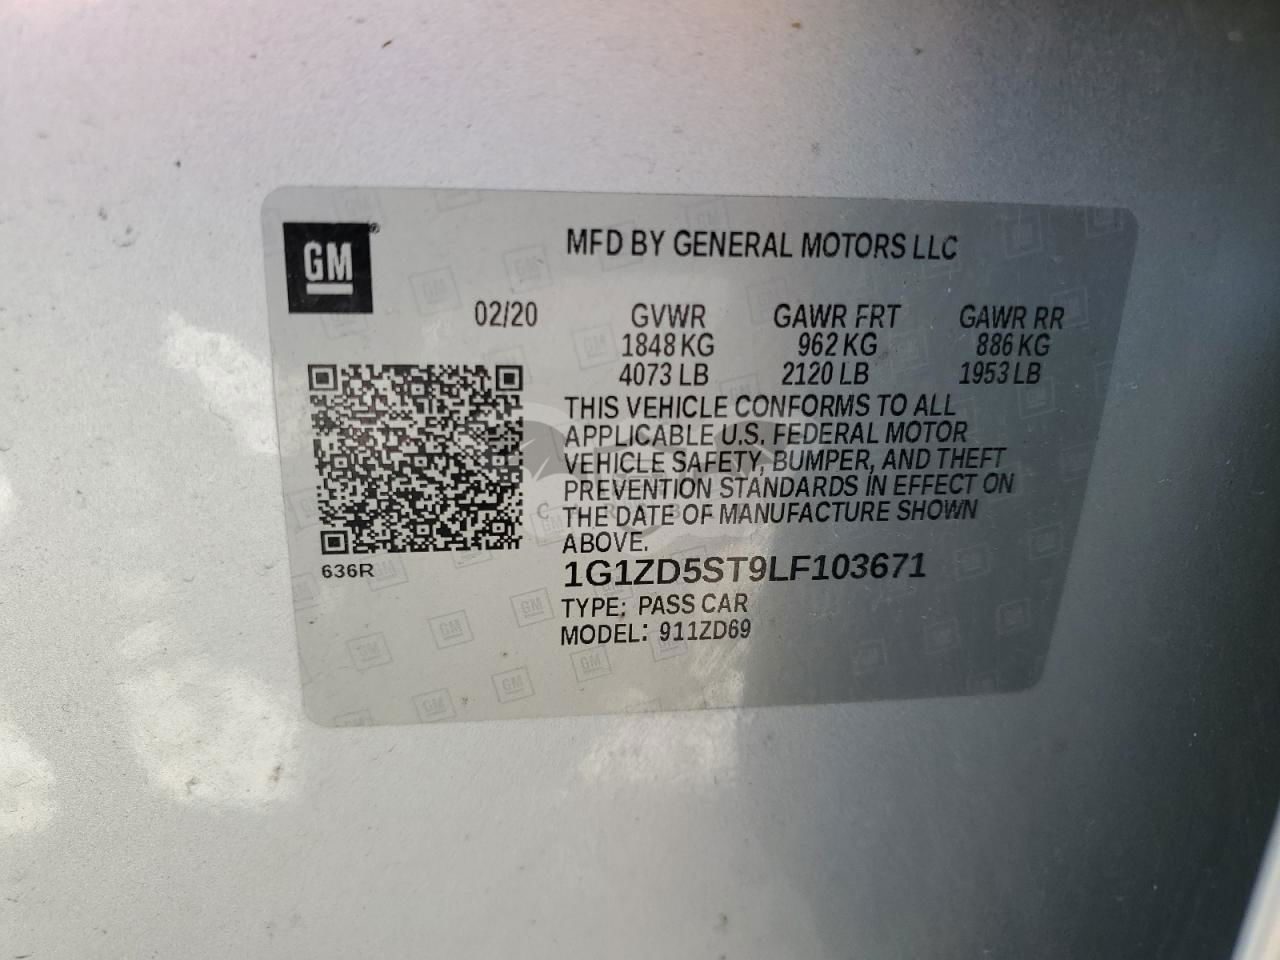 GM®
MFD BY GENERAL MOTORS LLC
02/20 GVWR GAWR FRT GAWR RR
1848 KG 962 KG 886 KG
4073 LB 2120 LB 1953 LB
THIS VEHICLE CONFORMS TO ALL
APPLICABLE U.S. FEDERAL MOTOR
VEHICLE SAFETY, BUMPER, AND THEFT
PREVENTION STANDARDS IN EFFECT ON
THE DATE OF MANUFACTURE SHOWN
ABOVE.
636R
1G1ZD5ST9LF103671
TYPE: PASS CAR
MODEL: 911ZD69